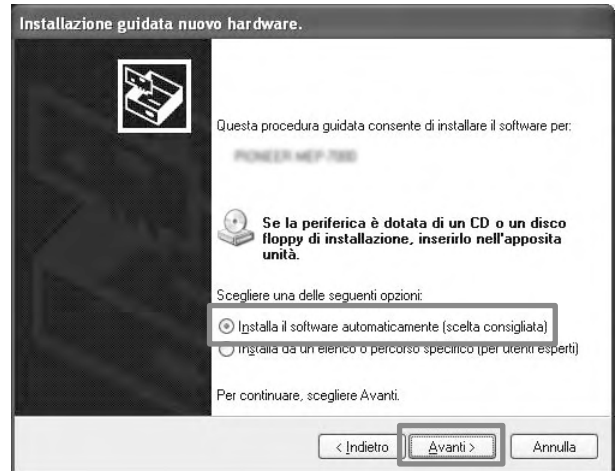 Installazione guidata nuovo hardware.
Questa procedura guidata consente di installare il software per:
PIONEER MEP-7000
Se la periferica è dotata di un CD o un disco
floppy di installazione, inserirlo nell'apposita
unità.
Scegliere una delle seguenti opzioni:
Installa il software automaticamente (scelta consigliata)
Installa da un elenco o percorso specifico (per utenti esperti)
Per continuare, scegliere Avanti.
< Indietro
Avanti >
Annulla